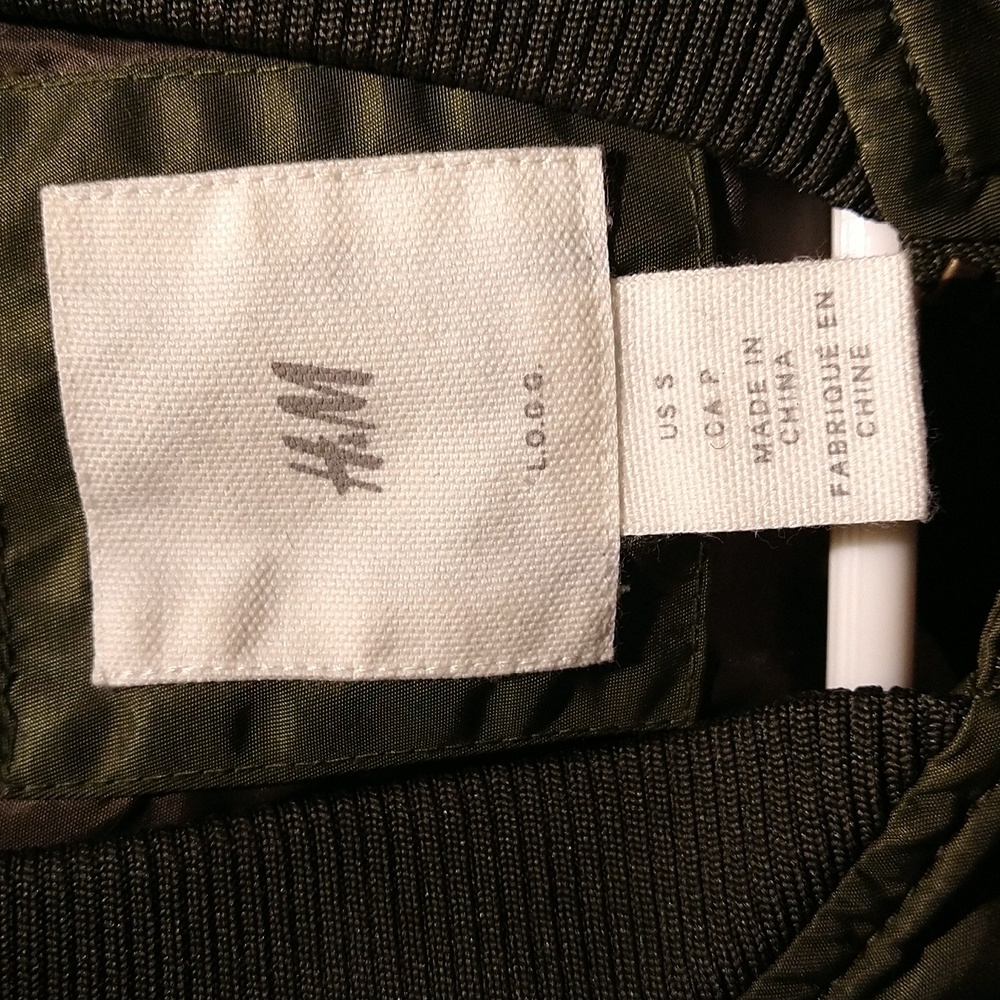 H&M
L.O.G.G.
US S
CA P
MADE IN
CHINA
FABRIQUÉ EN
CHINE